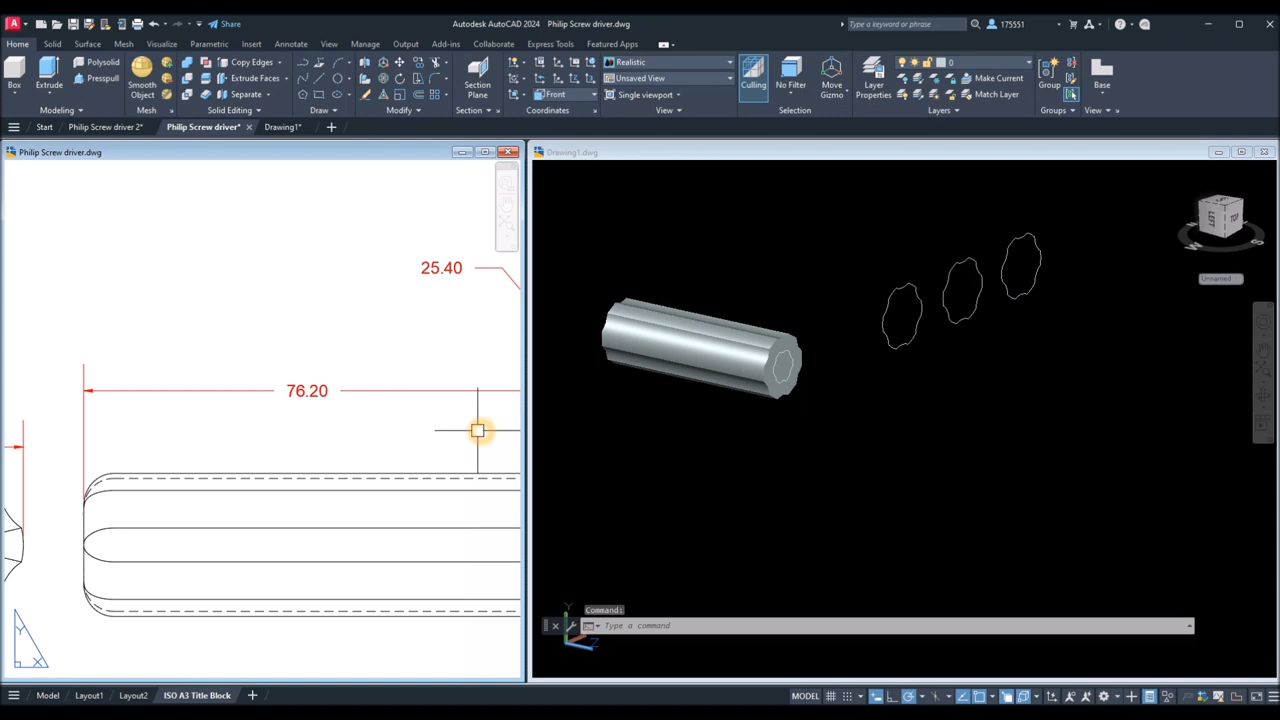 Share
Autodesk AutoCAD 2024 Philip Screw driver.dwg
Type a keyword or phrase
175551
Home Solid Surface Mesh Visualize Parametric Insert Annotate View Manage Output Add-ins Collaborate Express Tools Featured Apps
Box Extrude Polysolid Presspull
Modeling
Smooth Object
Mesh
Copy Edges
Extrude Faces
Separate
Solid Editing
Draw
Modify
Section Plane
Section
Front
Coordinates
Realistic
Unsaved View
Single viewport
View
Culling
No Filter
Move Gizmo
Selection
Layer Properties
0
Make Current
Match Layer
Layers
Group
Groups
Base
View
Start Philip Screw driver 2* Philip Screw driver* Drawing1*
Philip Screw driver.dwg
Drawing1.dwg
LEFT
TOP
W
S
Unnamed
25.40
76.20
Y
X
Y
Z
Command:
Type a command
Model Layout1 Layout2 ISO A3 Title Block
MODEL